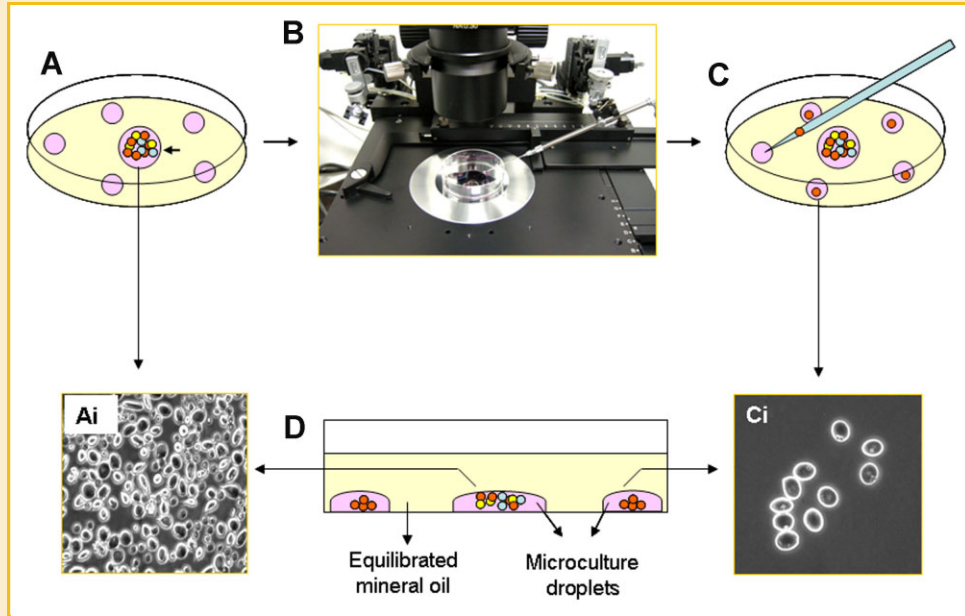 A
B
C
Ai
D
Ci
Equilibrated
mineral oil
Microculture
droplets